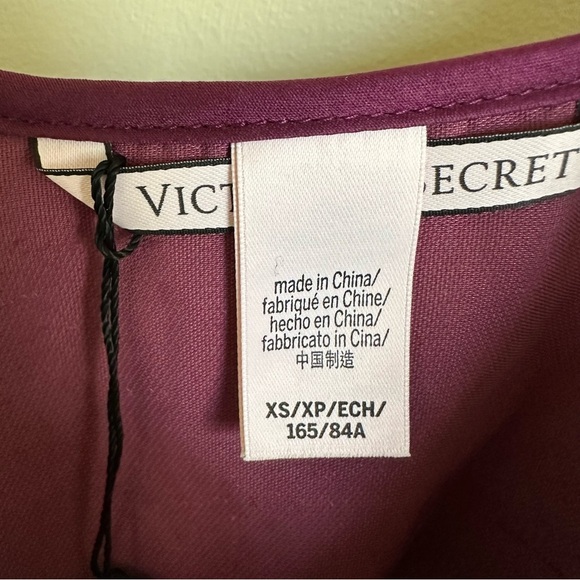 VICT ECRET
made in China/
fabriqué en Chine/
hecho en China/
fabbricato in Cina/
中国制造
XS/XP/ECH/
165/84A